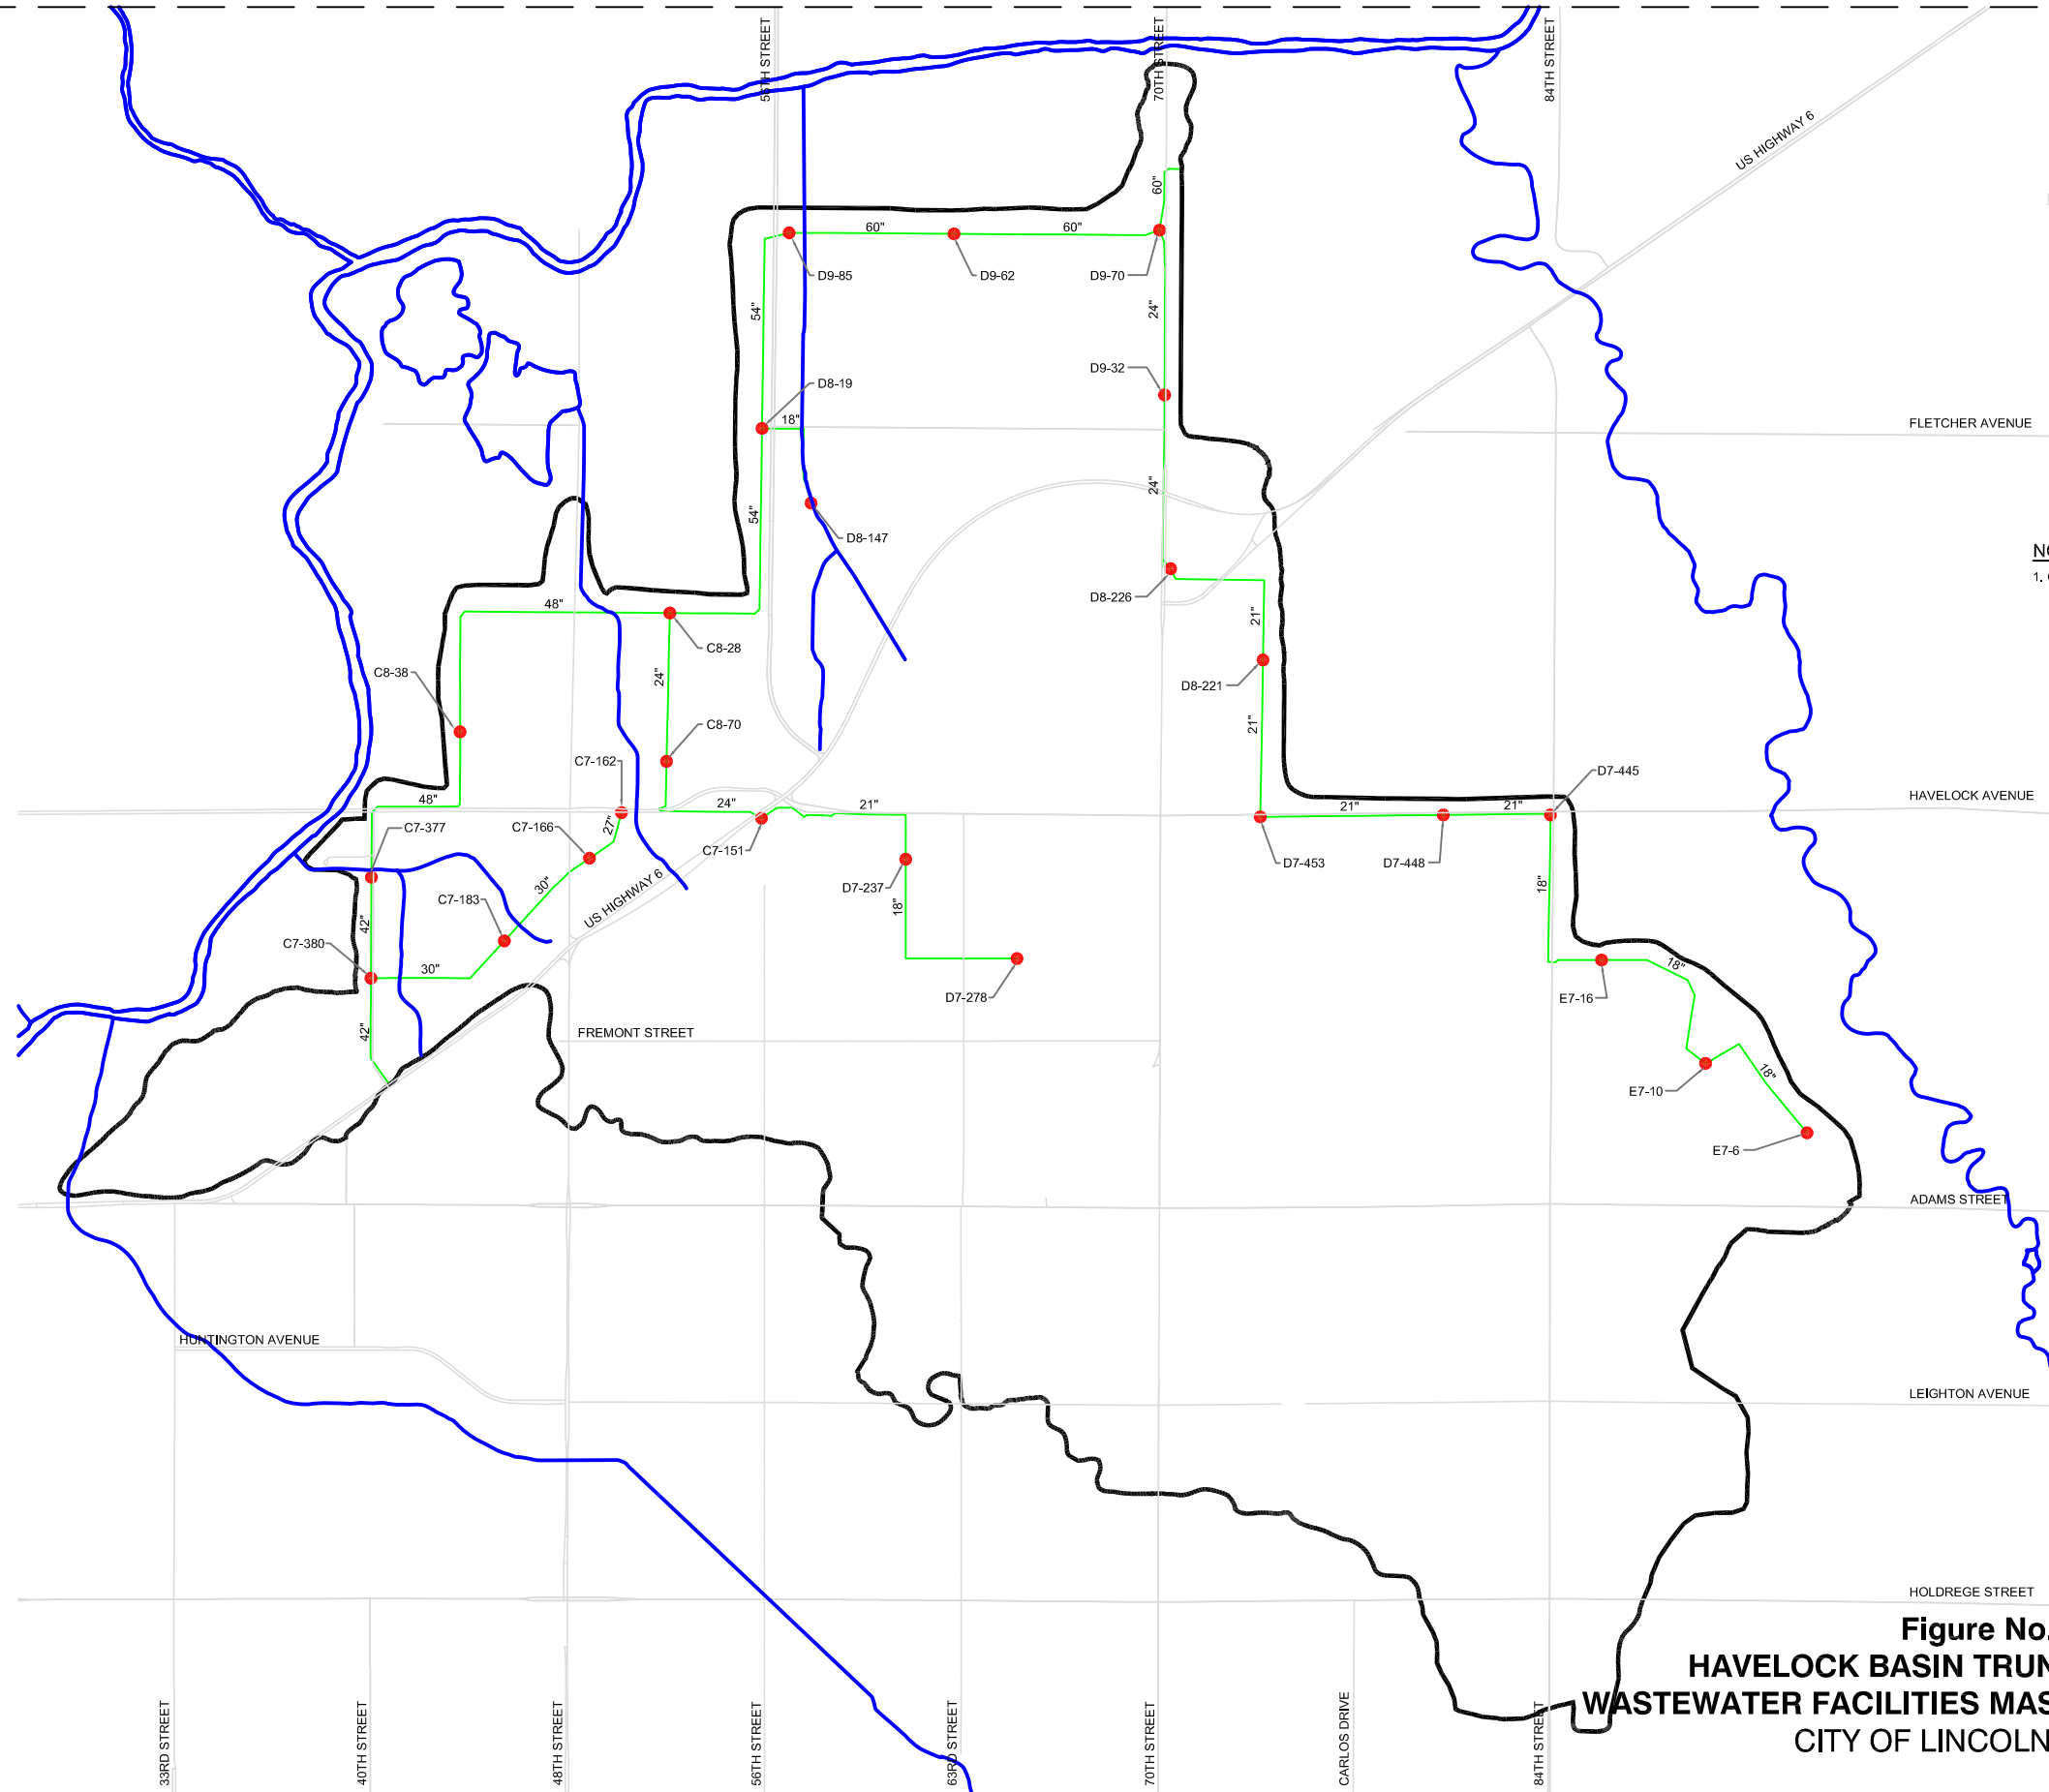 56TH STREET
70TH STREET
84TH STREET
US HIGHWAY 6
60"
60"
60"
D9-85
D9-62
D9-70
54"
24"
D9-32
D8-19
18"
FLETCHER AVENUE
24"
54"
D8-147
1.
D8-226
48"
21"
C8-28
C8-38
24"
D8-221
C8-70
21"
C7-162
D7-445
48"
24"
21"
21"
21"
HAVELOCK AVENUE
C7-377
C7-166
27"
C7-151
D7-453
D7-448
D7-237
30"
18"
US HIGHWAY 6
C7-183
18"
42"
C7-380
30"
18"
D7-278
E7-16
42"
FREMONT STREET
18"
E7-10
E7-6
ADAMS STREET
HUNTINGTON AVENUE
LEIGHTON AVENUE
HOLDREGE STREET
Figure No.
HAVELOCK BASIN TRUN
WASTEWATER FACILITIES MAS
CITY OF LINCOLN
33RD STREET
40TH STREET
48TH STREET
56TH STREET
63RD STREET
70TH STREET
CARLOS DRIVE
84TH STREET